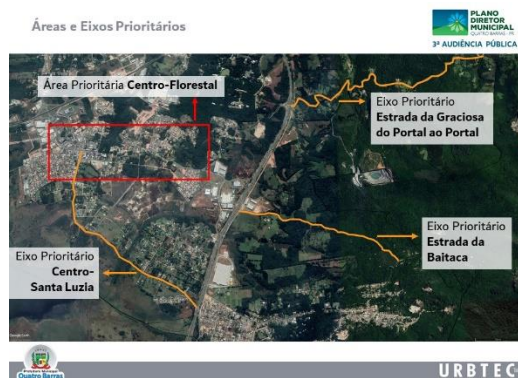 Áreas e Eixos Prioritários
PLANO
DIRETOR
MUNICIPAL
QUATRO BARRAS - PR
3ª AUDIÊNCIA PÚBLICA
Área Prioritária Centro-Florestal
Eixo Prioritário
Estrada da Graciosa
do Portal ao Portal
Eixo Prioritário
Estrada da
Baitaca
Eixo Prioritário
Centro-
Santa Luzia
Prefeitura Municipal
Quatro Barras
URBTEC